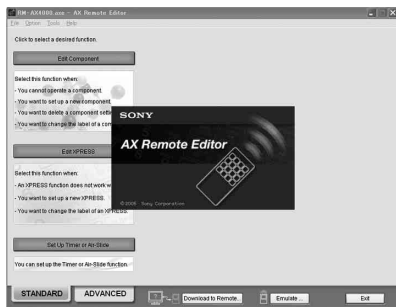 RM-AX4000.axe - AX Remote Editor
File Option Tools Help
Click to select a desired function.
Edit Component
Select this function when:
- You cannot operate a component.
- You want to set up a new component.
- You want to delete a component
- You want to change the label of a
Edit XPRESS
Select this function when:
- An XPRESS function does not work
- You want to set up a new XPRESS.
- You want to change the label of an XPRESS.
Set Up Timer or Air-Slide
You can set up the Timer or Air-Slide function.
SONY
AX Remote Editor
Sony Corporation
STANDARD ADVANCED
Download to Remote...
Emulate ...
Exit